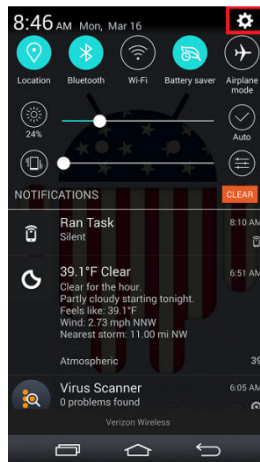 8:46 AM Mon, Mar 16
Location Bluetooth Wi-Fi Battery saver Airplane
mode
24% Auto
NOTIFICATIONS CLEAR
Ran Task 8:10 AM
Silent
39.1°F Clear 6:51 AM
Clear for the hour.
Partly cloudy starting tonight.
Feels like: 39.1°F
Wind: 2.73 mph NNW
Nearest storm: 11.00 mi NW
Atmospheric 39
Virus Scanner 6:05 AM
0 problems found
Verizon Wireless